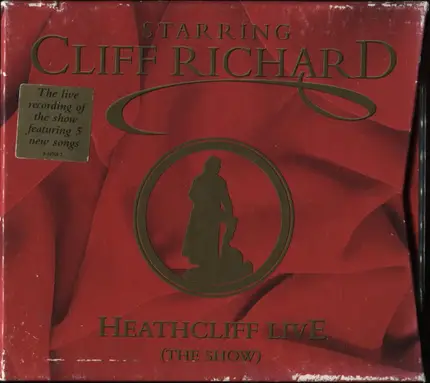 STARRING
CLIFF RICHARD
The live
recording of
the show
featuring 5
new songs
HEATHCLIFF LIVE
(THE SHOW)